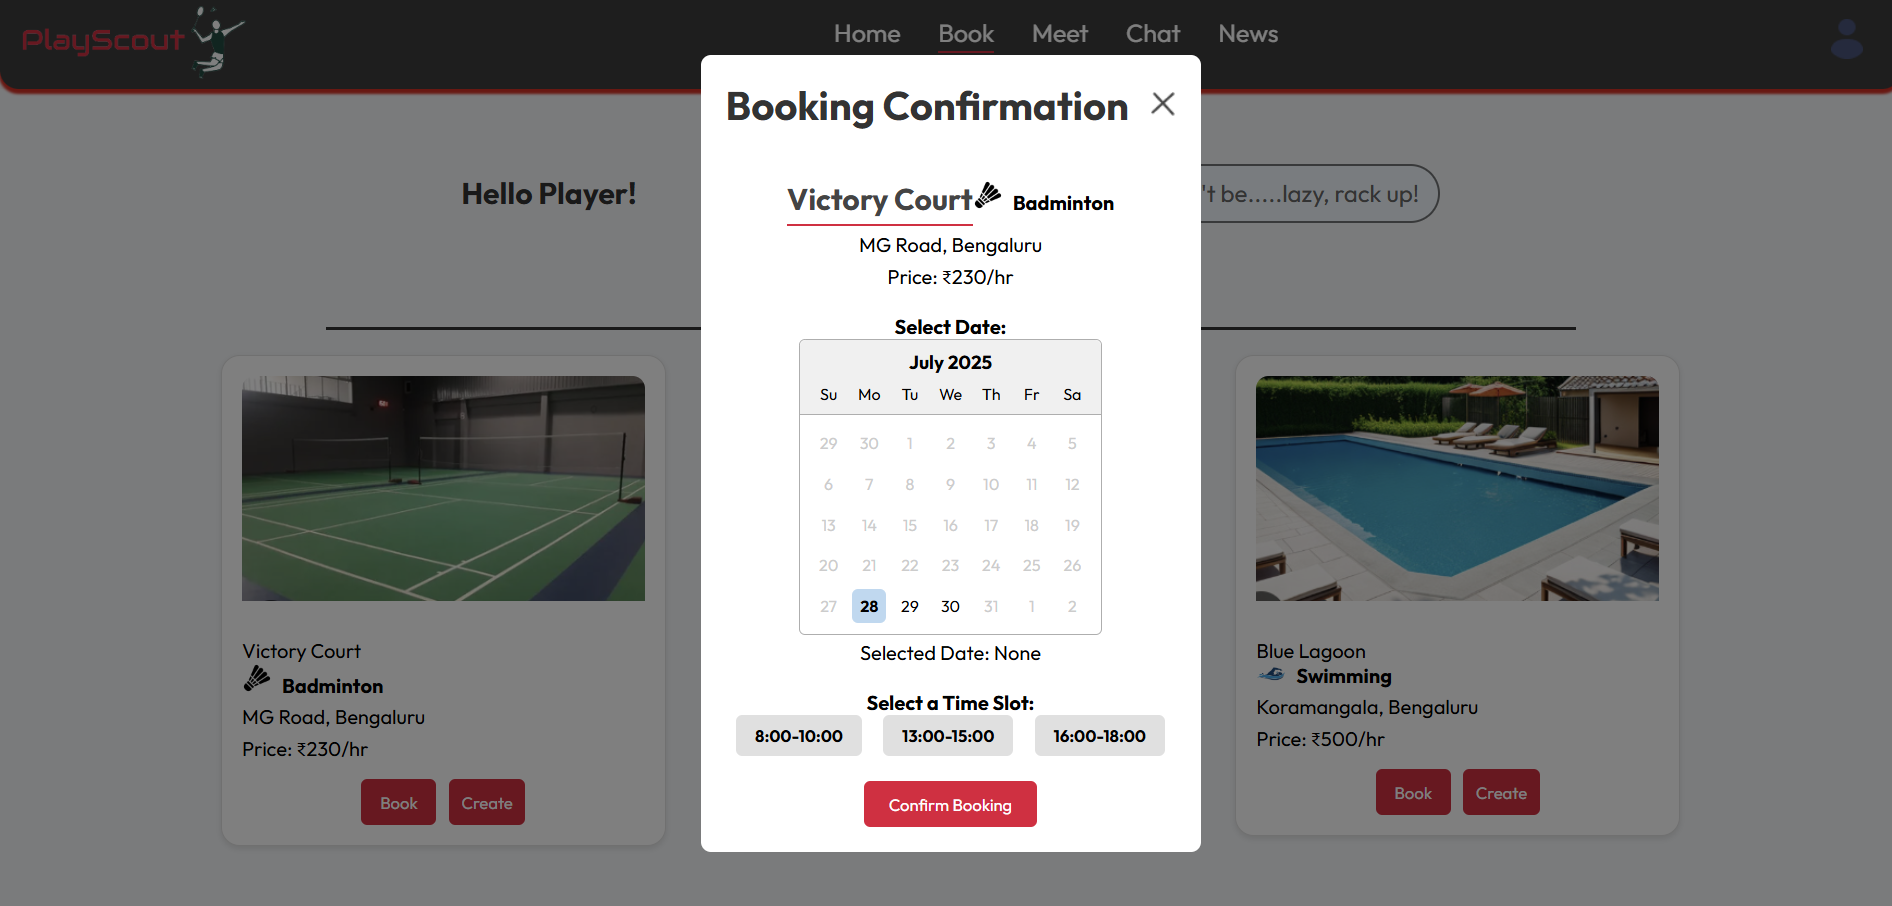 PlayScout
Home Book Meet Chat News
Booking Confirmation
Hello Player!
't be.....lazy, rack up!
Victory Court Badminton
MG Road, Bengaluru
Price: ₹230/hr
Select Date:
July 2025
Su Mo Tu We Th Fr Sa
29 30 1 2 3 4 5
6 7 8 9 10 11 12
13 14 15 16 17 18 19
20 21 22 23 24 25 26
27 28 29 30 31 1 2
Selected Date: None
Select a Time Slot:
8:00-10:00 13:00-15:00 16:00-18:00
Confirm Booking
Victory Court
Badminton
MG Road, Bengaluru
Price: ₹230/hr
Book Create
Blue Lagoon
Swimming
Koramangala, Bengaluru
Price: ₹500/hr
Book Create